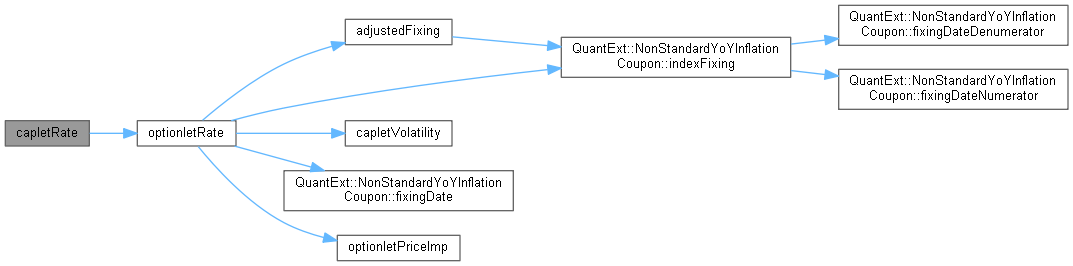 capletRate
optionletRate
adjustedFixing
QuantExt::NonStandardYoYInflation
Coupon::indexFixing
QuantExt::NonStandardYoYInflation
Coupon::fixingDateDenumerator
QuantExt::NonStandardYoYInflation
Coupon::fixingDateNumerator
capletVolatility
QuantExt::NonStandardYoYInflation
Coupon::fixingDate
optionletPriceImp